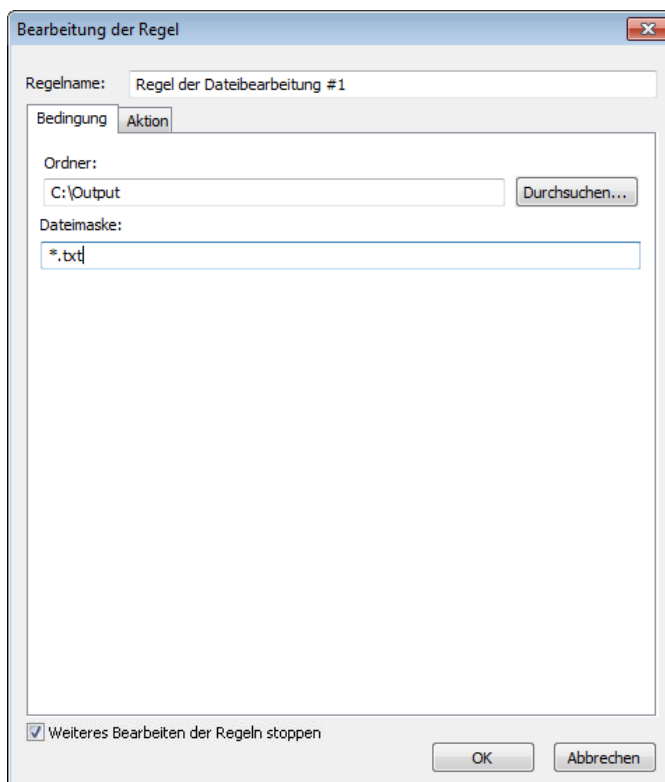 Bearbeitung der Regel
Regelname: Regel der Dateibearbeitung #1
Bedingung Aktion
Ordner:
C:\Output Durchsuchen...
Dateimaske:
*.txt
Weiteres Bearbeiten der Regeln stoppen
OK Abbrechen